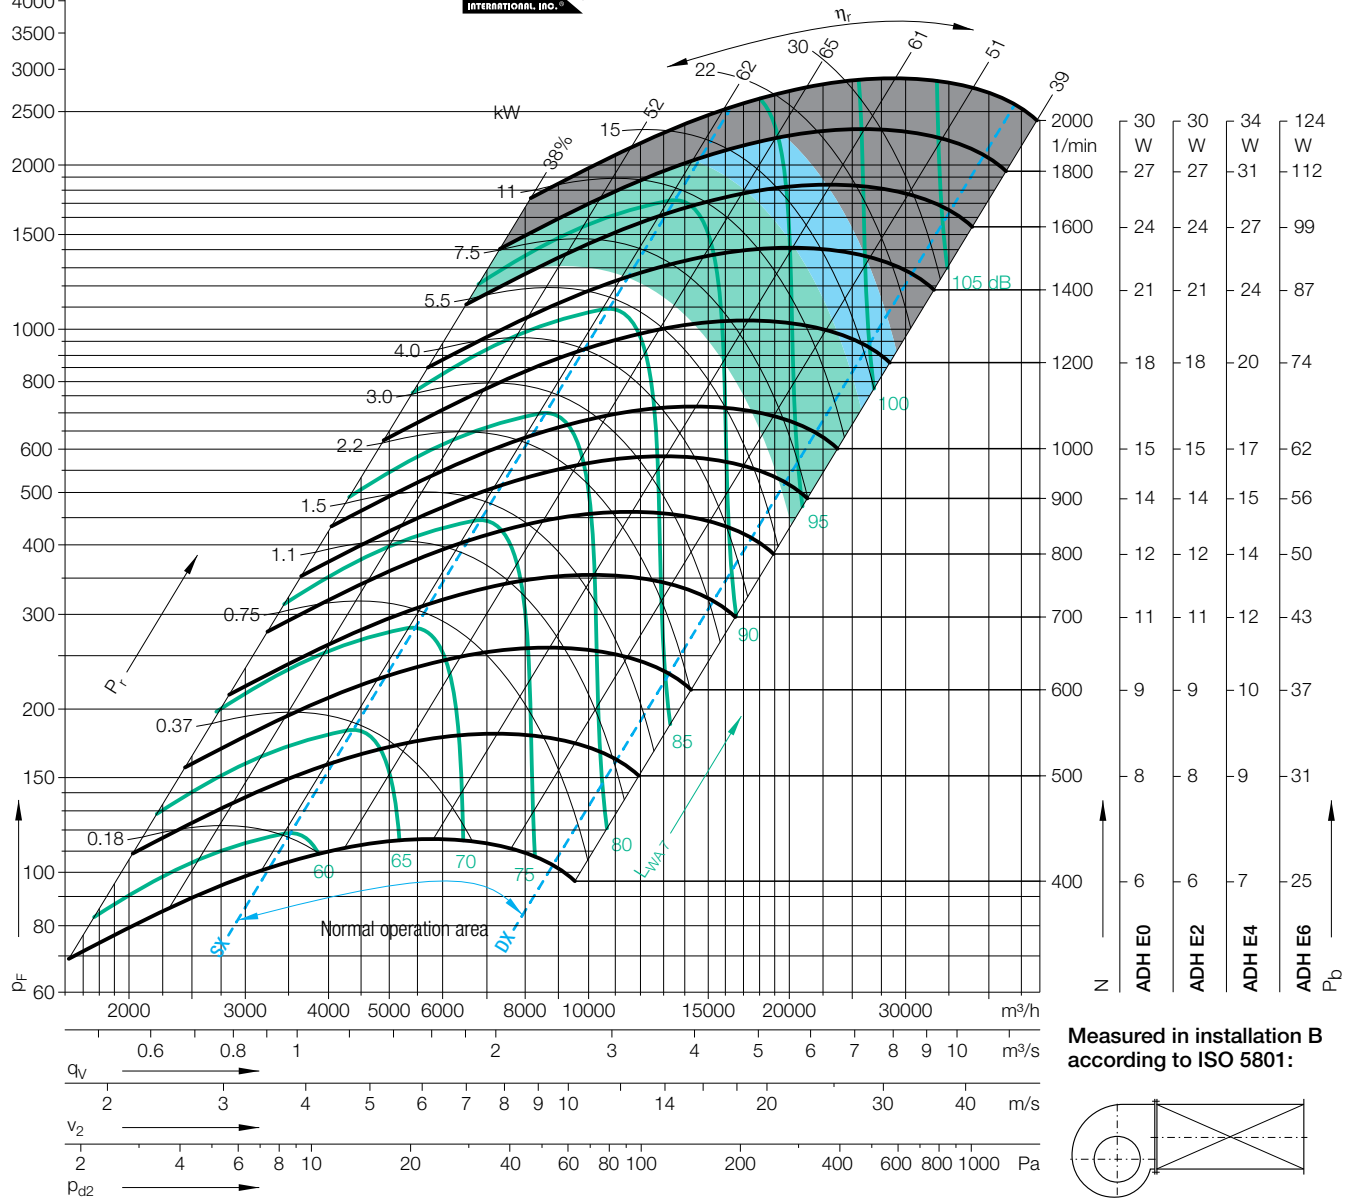 INTERNATIONAL, INC.®
4000
3500
3000
2500
2000
1500
1000
800
600
500
400
300
200
150
100
80
60
pF
kW
ηr
38%
52
62
65
61
51
39
30
22
15
11
7.5
5.5
4.0
3.0
2.2
1.5
1.1
0.75
0.37
0.18
Pr
105 dB
100
95
90
85
80
75
70
65
60
LWA 7
SX
DX
Normal operation area
2000 30 30 34 124
1/min W W W W
1800 27 27 31 112
1600 24 24 27 99
1400 21 21 24 87
1200 18 18 20 74
1000 15 15 17 62
900 14 14 15 56
800 12 12 14 50
700 11 11 12 43
600 9 9 10 37
500 8 8 9 31
400 6 6 7 25
N ADH E0 ADH E2 ADH E4 ADH E6 Pb
2000 3000 4000 5000 6000 8000 10000 15000 20000 30000 m³/h
0.6 0.8 1 2 3 4 5 6 7 8 9 10 m³/s
qV
2 3 4 5 6 7 8 9 10 14 20 30 40 m/s
v2
2 4 6 8 10 20 40 60 80 100 200 400 600 800 1000 Pa
pd2
Measured in installation B
according to ISO 5801: